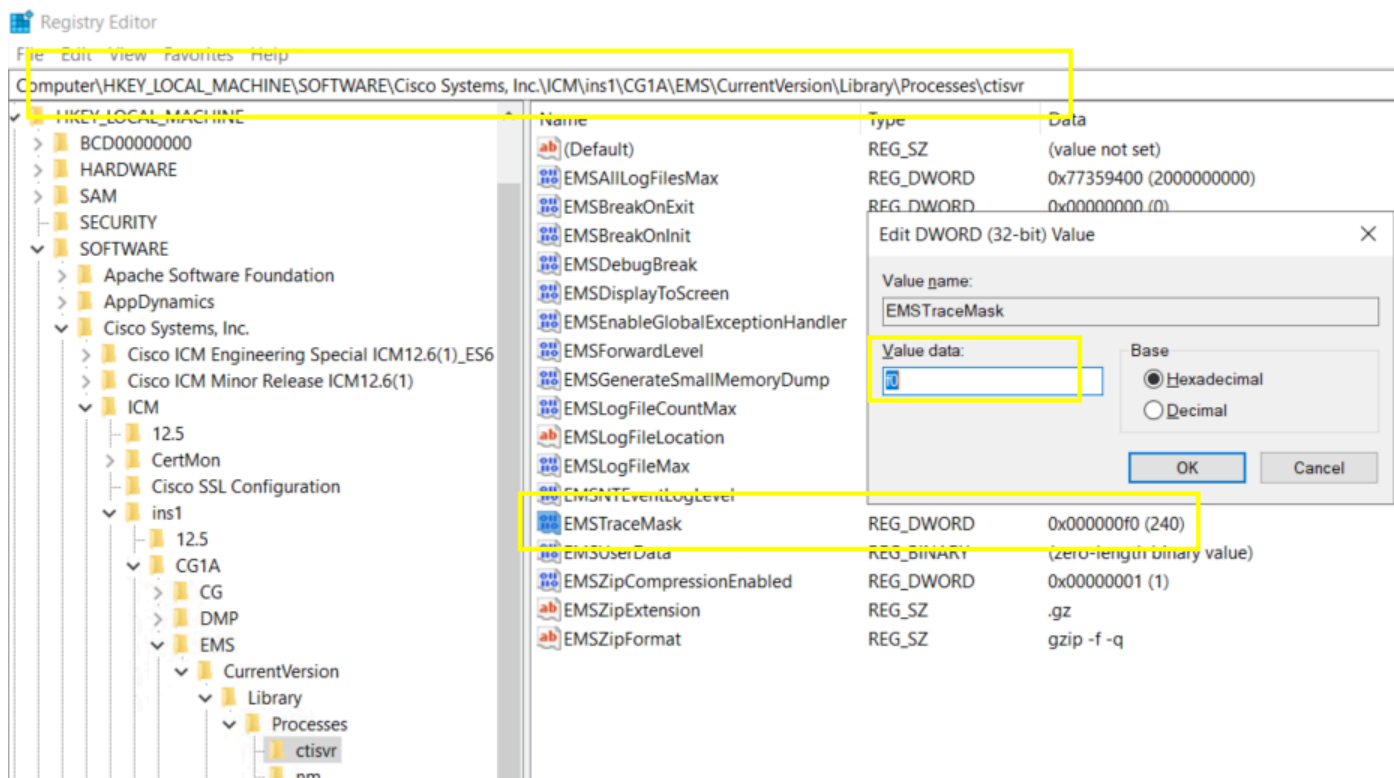 Registry Editor
File Edit View Favorites Help
Computer\HKEY_LOCAL_MACHINE\SOFTWARE\Cisco Systems, Inc.\ICM\ins1\CG1A\EMS\CurrentVersion\Library\Processes\ctisvr
HKEY_LOCAL_MACHINE
BCD00000000
HARDWARE
SAM
SECURITY
SOFTWARE
Apache Software Foundation
AppDynamics
Cisco Systems, Inc.
Cisco ICM Engineering Special ICM12.6(1)_ES6
Cisco ICM Minor Release ICM12.6(1)
ICM
12.5
CertMon
Cisco SSL Configuration
ins1
12.5
CG1A
CG
DMP
EMS
CurrentVersion
Library
Processes
ctisvr
nm
Name Type Data
(Default) REG_SZ (value not set)
EMSAllLogFilesMax REG_DWORD 0x77359400 (2000000000)
EMSBreakOnExit REG_DWORD 0x00000000 (0)
EMSBreakOnInit
EMSDebugBreak
EMSDisplayToScreen
EMSEnableGlobalExceptionHandler
EMSForwardLevel
EMSGenerateSmallMemoryDump
EMSLogFileCountMax
EMSLogFileLocation
EMSLogFileMax
EMSNTEventLogLevel
EMSTraceMask REG_DWORD 0x000000f0 (240)
EMSUserData REG_BINARY (zero-length binary value)
EMSZipCompressionEnabled REG_DWORD 0x00000001 (1)
EMSZipExtension REG_SZ .gz
EMSZipFormat REG_SZ gzip -f -q
Edit DWORD (32-bit) Value
Value name:
EMSTraceMask
Value data:
f0
Base
Hexadecimal
Decimal
OK Cancel